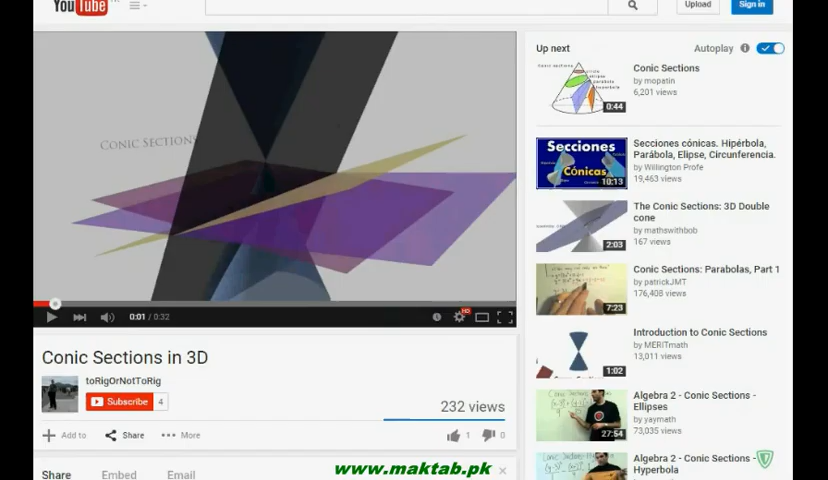 YouTube
Upload
Sign in
CONIC SECTIONS
0:01 / 0:32
HD
Conic Sections in 3D
toRigOrNotToRig
Subscribe 4
232 views
Add to
Share
More
1
0
Share
Embed
Email
www.maktab.pk
Up next
Autoplay
Conic Sections
by mopatin
6,201 views
0:44
Secciones
Cónicas
10:13
Secciones cónicas. Hipérbola,
Parábola, Elipse, Circunferencia.
by Willington Profe
19,463 views
The Conic Sections: 3D Double
cone
by mathswithbob
167 views
2:03
Conic Sections: Parabolas, Part 1
by patrickJMT
176,408 views
7:23
Introduction to Conic Sections
by MERITmath
13,011 views
1:02
Algebra 2 - Conic Sections -
Ellipses
by yaymath
73,035 views
27:54
Algebra 2 - Conic Sections -
Hyperbola
by yaymath